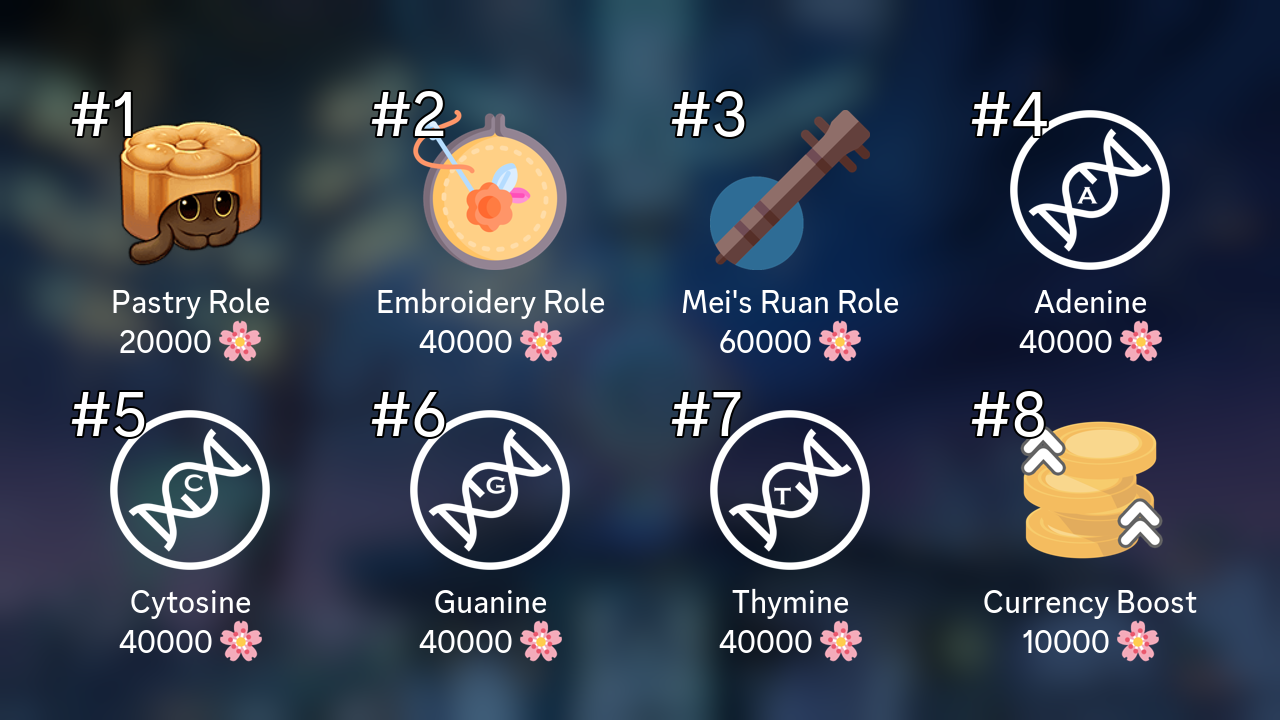 #1 #2 #3 #4
A
Pastry Role Embroidery Role Mei's Ruan Role Adenine
20000 40000 60000 40000
#5 #6 #7 #8
C G T
Cytosine Guanine Thymine Currency Boost
40000 40000 40000 10000